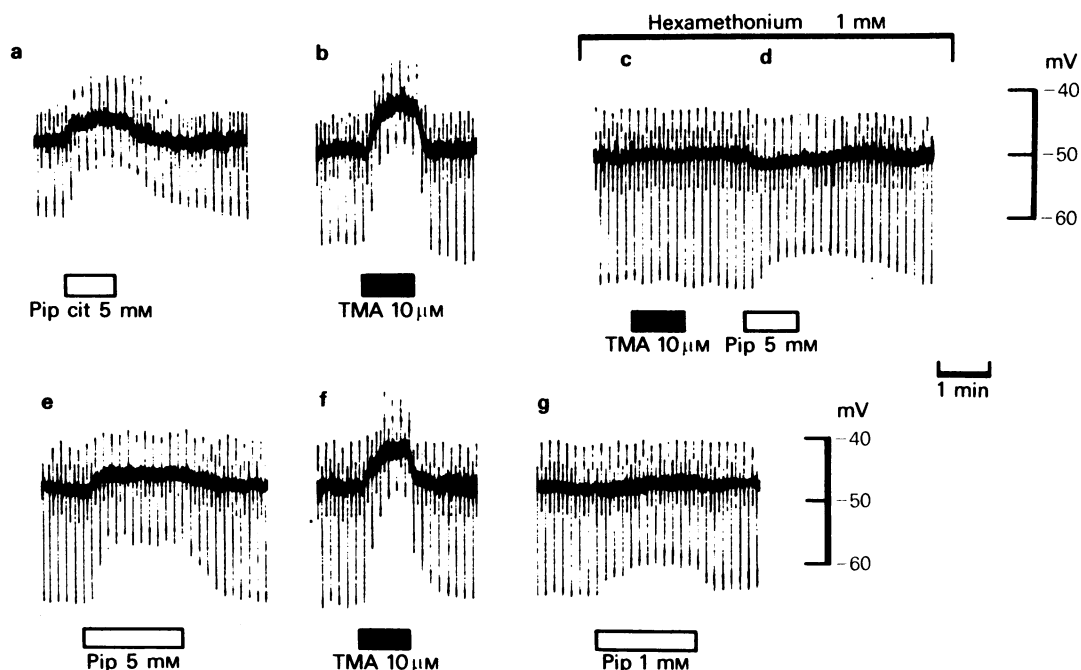 Hexamethonium 1 mM
a b c d mV
-40
-50
-60
Pip cit 5 mM TMA 10 μM TMA 10 μM Pip 5 mM
1 min
e f g mV
-40
-50
-60
Pip 5 mM TMA 10 μM Pip 1 mM